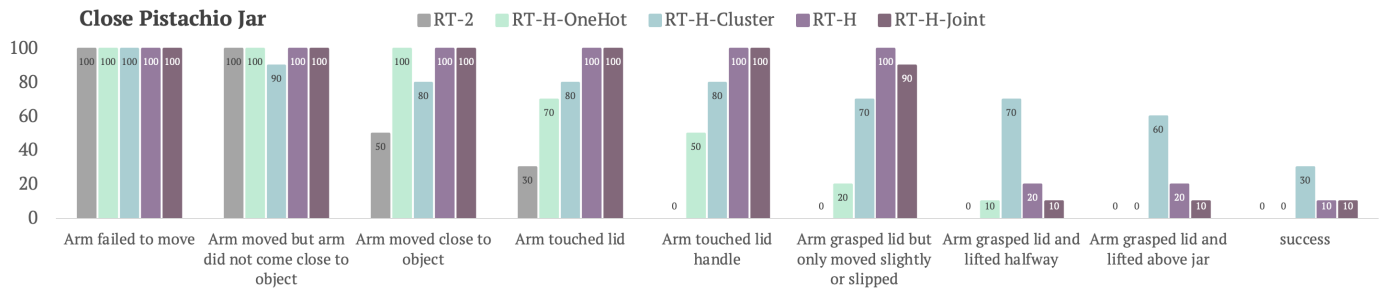 Close Pistachio Jar
RT-2 RT-H-OneHot RT-H-Cluster RT-H RT-H-Joint
100
80
60
40
20
0
100 100 100 100 100
100 100 90 100 100
50 100 80 100 100
30 70 80 100 100
0 50 80 100 100
0 20 70 100 90
0 10 70 20 10
0 0 60 20 10
0 0 30 10 10
Arm failed to move
Arm moved but arm
did not come close to
object
Arm moved close to
object
Arm touched lid
Arm touched lid
handle
Arm grasped lid but
only moved slightly
or slipped
Arm grasped lid and
lifted halfway
Arm grasped lid and
lifted above jar
success